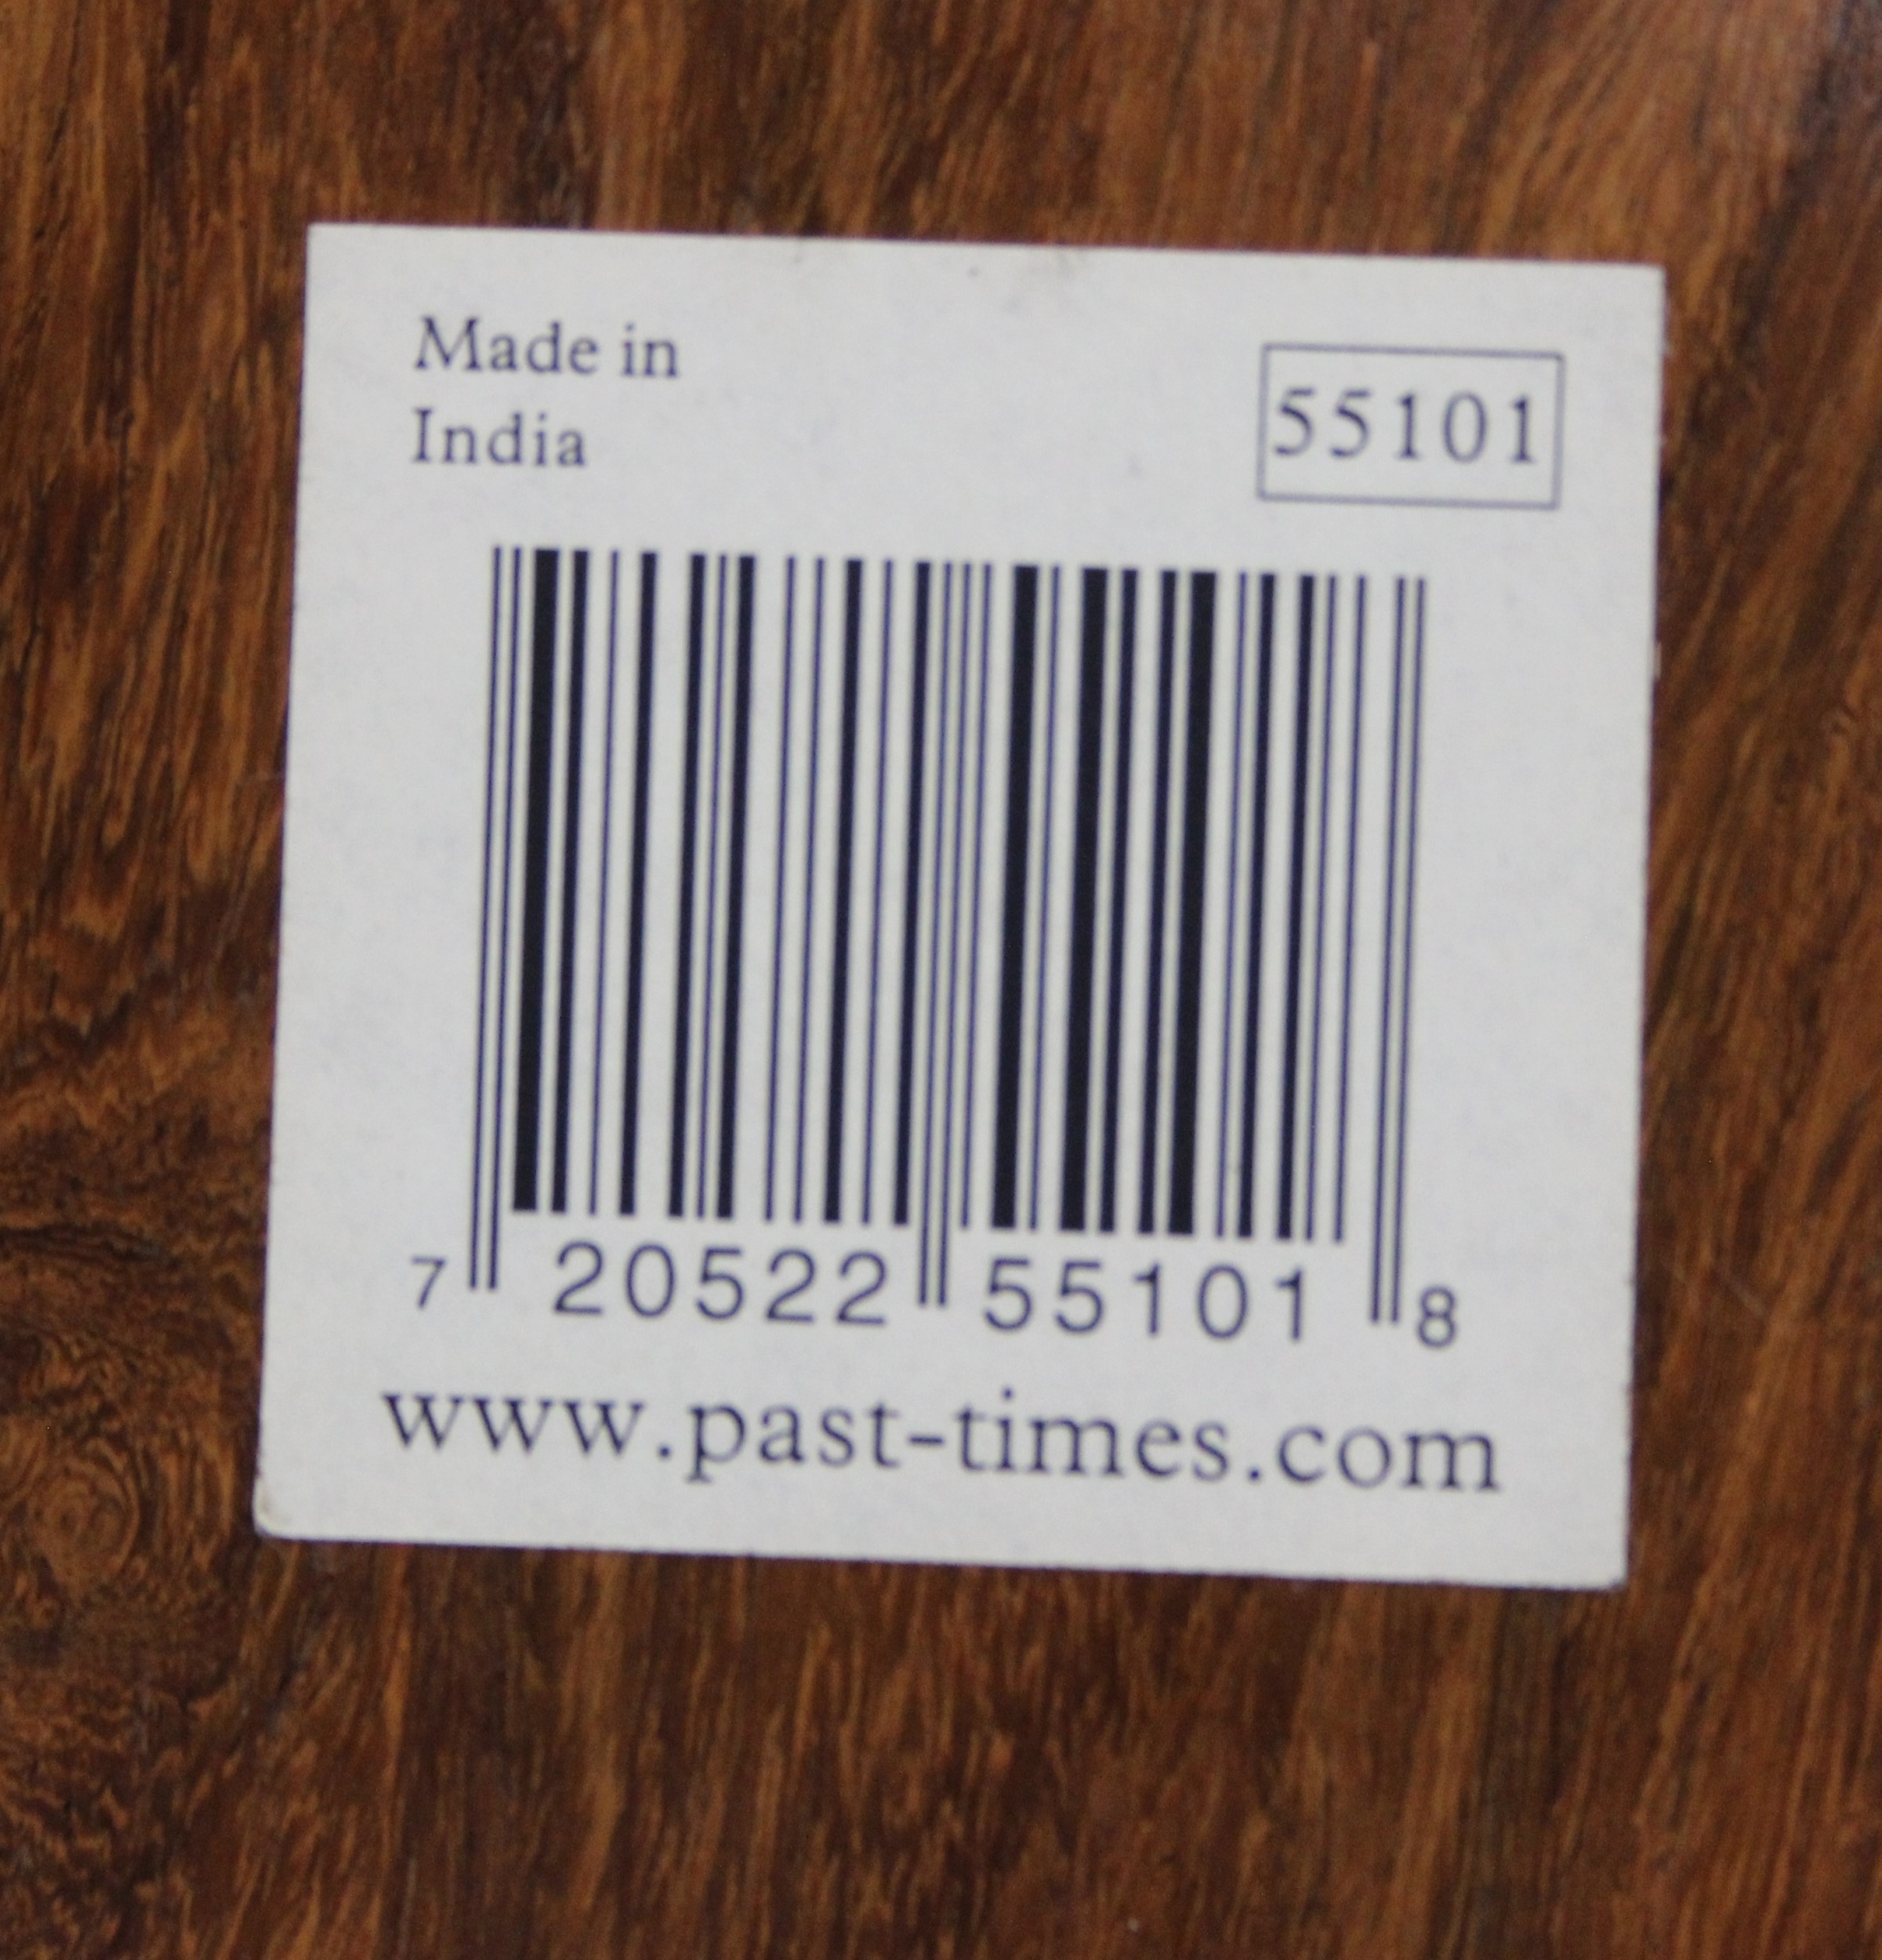 Made in
India
55101
7 20522 55101 8
www.past-times.com